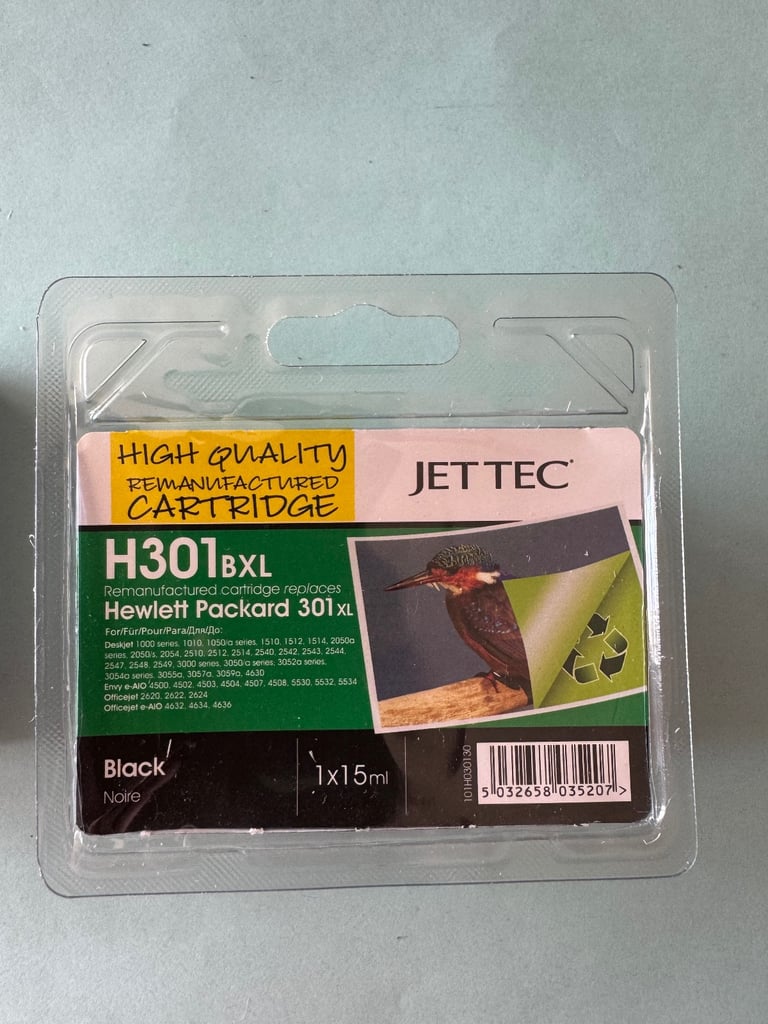 HIGH QUALITY
REMANUFACTURED
CARTRIDGE
JET TEC®
H301BXL
Remanufactured cartridge replaces
Hewlett Packard 301XL
For/Für/Pour/Para/Для/До:
Deskjet 1000 series, 1010, 1050/a series, 1510, 1512, 1514, 2050a
series, 2050/s, 2054, 2510, 2512, 2514, 2540, 2542, 2543, 2544,
2547, 2548, 2549, 3000 series, 3050/a series, 3052a series,
3054a series, 3055a, 3057a, 3059a, 4630
Envy e-AIO 4500, 4502, 4503, 4504, 4507, 4508, 5530, 5532, 5534
Officejet 2620, 2622, 2624
Officejet e-AIO 4632, 4634, 4636
Black
Noire
1x15ml
101H030130
5 032658 035207 >